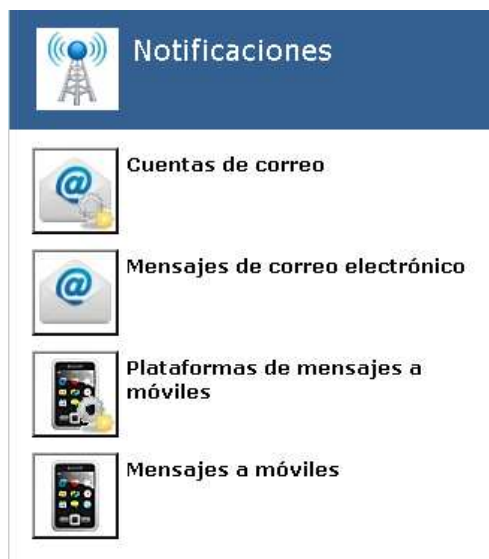 Notificaciones
Cuentas de correo
Mensajes de correo electrónico
Plataformas de mensajes a
móviles
Mensajes a móviles